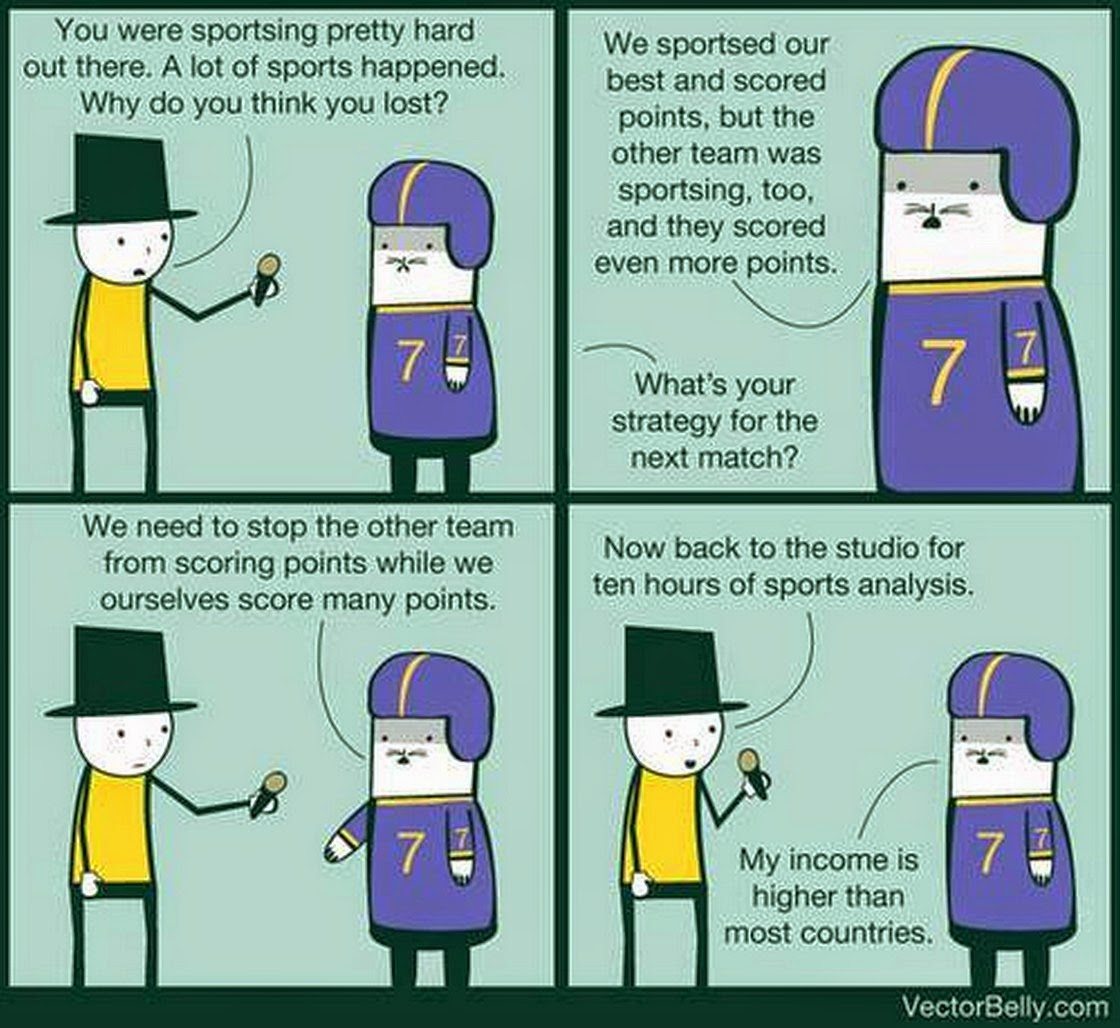 You were sportsing pretty hard
out there. A lot of sports happened.
Why do you think you lost?
7
7
We sportsed our
best and scored
points, but the
other team was
sportsing, too,
and they scored
even more points.
What's your
strategy for the
next match?
7
7
We need to stop the other team
from scoring points while we
ourselves score many points.
7
7
Now back to the studio for
ten hours of sports analysis.
My income is
higher than
most countries.
7
7
VectorBelly.com